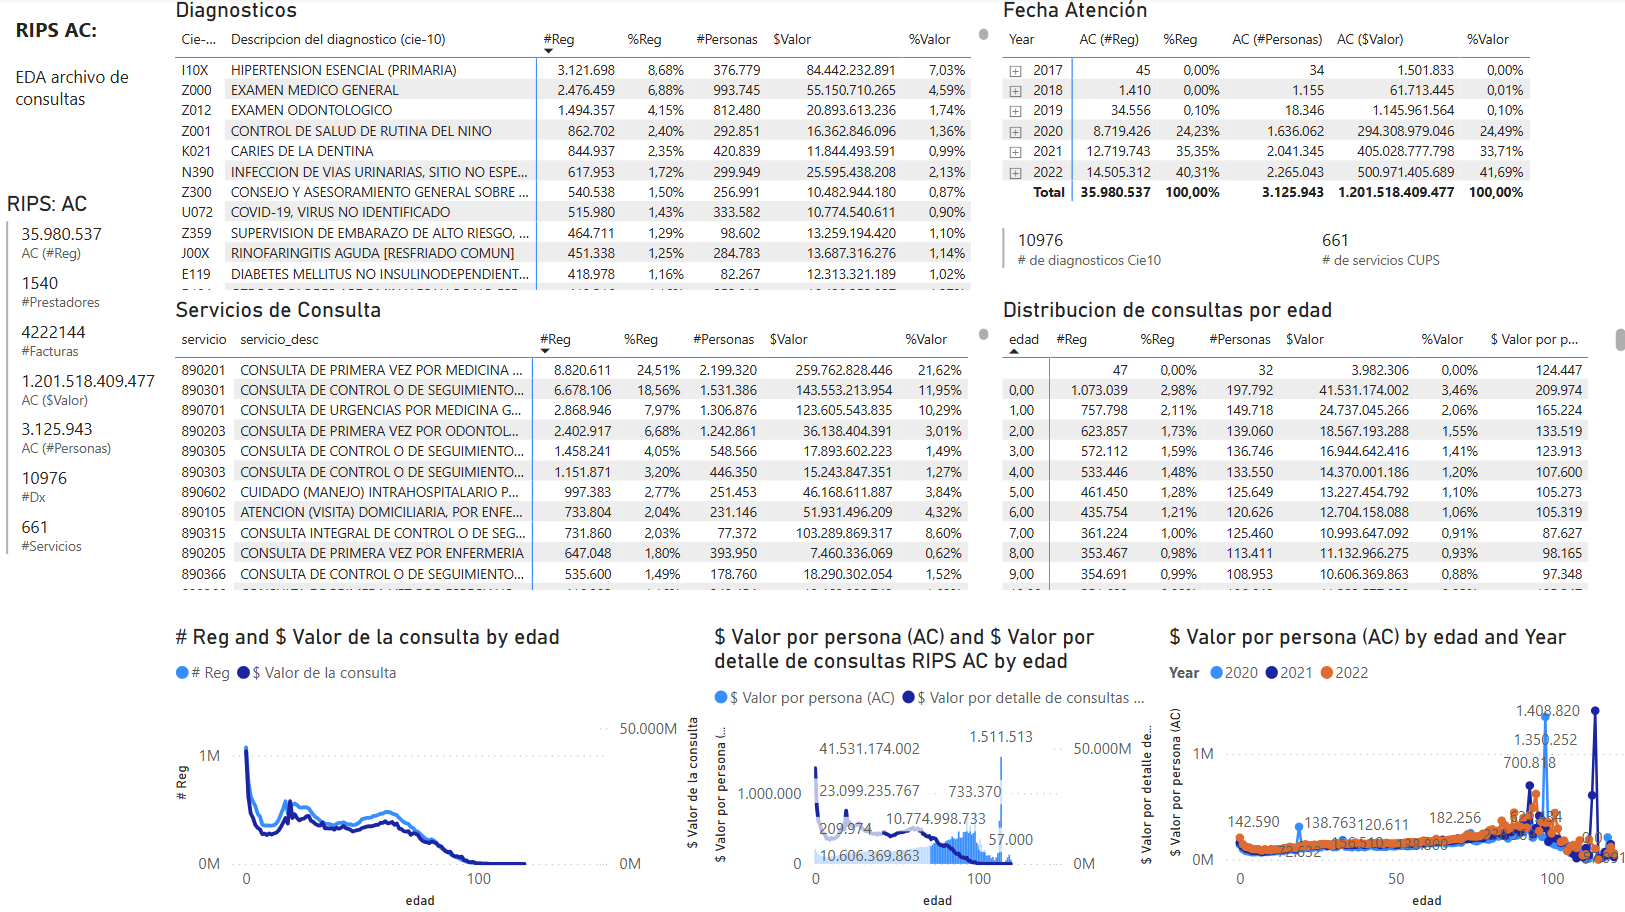 RIPS AC:
EDA archivo de
consultas
RIPS: AC
35.980.537
AC (#Reg)
1540
#Prestadores
4222144
#Facturas
1.201.518.409.477
AC ($Valor)
3.125.943
AC (#Personas)
10976
#Dx
661
#Servicios
Diagnosticos
Cie-... Descripcion del diagnostico (cie-10) #Reg %Reg #Personas $Valor %Valor
I10X HIPERTENSION ESENCIAL (PRIMARIA) 3.121.698 8,68% 376.779 84.442.232.891 7,03%
Z000 EXAMEN MEDICO GENERAL 2.476.459 6,88% 993.745 55.150.710.265 4,59%
Z012 EXAMEN ODONTOLOGICO 1.494.357 4,15% 812.480 20.893.613.236 1,74%
Z001 CONTROL DE SALUD DE RUTINA DEL NINO 862.702 2,40% 292.851 16.362.846.096 1,36%
K021 CARIES DE LA DENTINA 844.937 2,35% 420.839 11.844.493.591 0,99%
N390 INFECCION DE VIAS URINARIAS, SITIO NO ESPE... 617.953 1,72% 299.949 25.595.438.208 2,13%
Z300 CONSEJO Y ASESORAMIENTO GENERAL SOBRE ... 540.538 1,50% 256.991 10.482.944.180 0,87%
U072 COVID-19, VIRUS NO IDENTIFICADO 515.980 1,43% 333.582 10.774.540.611 0,90%
Z359 SUPERVISION DE EMBARAZO DE ALTO RIESGO, ... 464.711 1,29% 98.602 13.259.194.420 1,10%
J00X RINOFARINGITIS AGUDA [RESFRIADO COMUN] 451.338 1,25% 284.783 13.687.316.276 1,14%
E119 DIABETES MELLITUS NO INSULINODEPENDIENT... 418.978 1,16% 82.267 12.313.321.189 1,02%
Fecha Atención
Year AC (#Reg) %Reg AC (#Personas) AC ($Valor) %Valor
2017 45 0,00% 34 1.501.833 0,00%
2018 1.410 0,00% 1.155 61.713.445 0,01%
2019 34.556 0,10% 18.346 1.145.961.564 0,10%
2020 8.719.426 24,23% 1.636.062 294.308.979.046 24,49%
2021 12.719.743 35,35% 2.041.345 405.028.777.798 33,71%
2022 14.505.312 40,31% 2.265.043 500.971.405.689 41,69%
Total 35.980.537 100,00% 3.125.943 1.201.518.409.477 100,00%
10976
# de diagnosticos Cie10
661
# de servicios CUPS
Servicios de Consulta
servicio servicio_desc #Reg %Reg #Personas $Valor %Valor
890201 CONSULTA DE PRIMERA VEZ POR MEDICINA ... 8.820.611 24,51% 2.199.320 259.762.828.446 21,62%
890301 CONSULTA DE CONTROL O DE SEGUIMIENTO... 6.678.106 18,56% 1.531.386 143.553.213.954 11,95%
890701 CONSULTA DE URGENCIAS POR MEDICINA G... 2.868.946 7,97% 1.306.876 123.605.543.835 10,29%
890203 CONSULTA DE PRIMERA VEZ POR ODONTOL... 2.402.917 6,68% 1.242.861 36.138.404.391 3,01%
890305 CONSULTA DE CONTROL O DE SEGUIMIENTO... 1.458.241 4,05% 548.566 17.893.602.223 1,49%
890303 CONSULTA DE CONTROL O DE SEGUIMIENTO... 1.151.871 3,20% 446.350 15.243.847.351 1,27%
890602 CUIDADO (MANEJO) INTRAHOSPITALARIO P... 997.383 2,77% 251.453 46.168.611.887 3,84%
890105 ATENCION (VISITA) DOMICILIARIA, POR ENFE... 733.804 2,04% 231.146 51.931.496.209 4,32%
890315 CONSULTA INTEGRAL DE CONTROL O DE SEG... 731.860 2,03% 77.372 103.289.869.317 8,60%
890205 CONSULTA DE PRIMERA VEZ POR ENFERMERIA 647.048 1,80% 393.950 7.460.336.069 0,62%
890366 CONSULTA DE CONTROL O DE SEGUIMIENTO... 535.600 1,49% 178.760 18.290.302.054 1,52%
Distribucion de consultas por edad
edad #Reg %Reg #Personas $Valor %Valor $ Valor por p...
47 0,00% 32 3.982.306 0,00% 124.447
0,00 1.073.039 2,98% 197.792 41.531.174.002 3,46% 209.974
1,00 757.798 2,11% 149.718 24.737.045.266 2,06% 165.224
2,00 623.857 1,73% 139.060 18.567.193.288 1,55% 133.519
3,00 572.112 1,59% 136.746 16.944.642.416 1,41% 123.913
4,00 533.446 1,48% 133.550 14.370.001.186 1,20% 107.600
5,00 461.450 1,28% 125.649 13.227.454.792 1,10% 105.273
6,00 435.754 1,21% 120.626 12.704.158.088 1,06% 105.319
7,00 361.224 1,00% 125.460 10.993.647.092 0,91% 87.627
8,00 353.467 0,98% 113.411 11.132.966.275 0,93% 98.165
9,00 354.691 0,99% 108.953 10.606.369.863 0,88% 97.348
# Reg and $ Valor de la consulta by edad
# Reg $ Valor de la consulta
50.000M
1M
0M 0M
0 100
# Reg
$ Valor de la consulta
edad
$ Valor por persona (AC) and $ Valor por
detalle de consultas RIPS AC by edad
$ Valor por persona (AC) $ Valor por detalle de consultas ...
1.511.513
41.531.174.002 50.000M
1.000.000 23.099.235.767 733.370
10.774.998.733
209.974 57.000
10.606.369.863
0 0M
0 100
$ Valor por persona (...
$ Valor por detalle de...
edad
$ Valor por persona (AC) by edad and Year
Year 2020 2021 2022
1.408.820
1.350.252
1M
700.818
142.590 138.763 120.611 182.256
0M
0 50 100
$ Valor por persona (AC)
edad